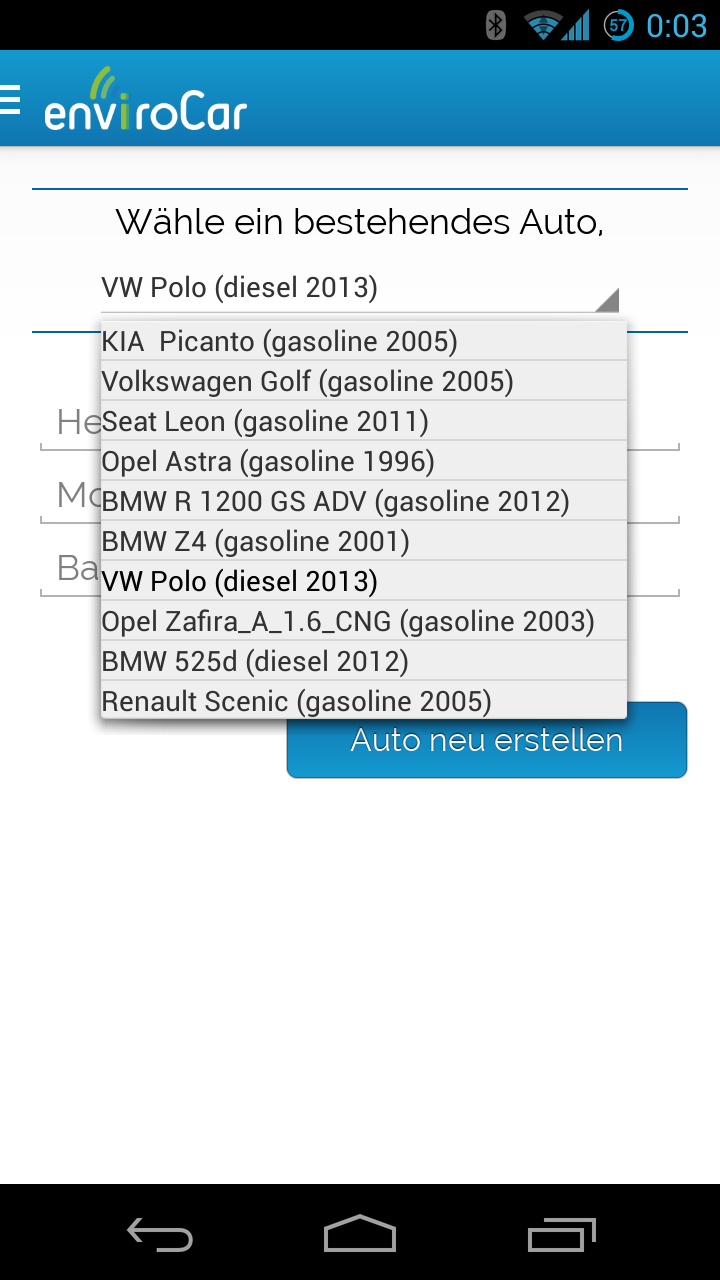 57 0:03
enviroCar
Wähle ein bestehendes Auto,
VW Polo (diesel 2013)
KIA  Picanto (gasoline 2005)
Volkswagen Golf (gasoline 2005)
He
Seat Leon (gasoline 2011)
Opel Astra (gasoline 1996)
Mo
BMW R 1200 GS ADV (gasoline 2012)
BMW Z4 (gasoline 2001)
Ba
VW Polo (diesel 2013)
Opel Zafira_A_1.6_CNG (gasoline 2003)
BMW 525d (diesel 2012)
Renault Scenic (gasoline 2005)
Auto neu erstellen